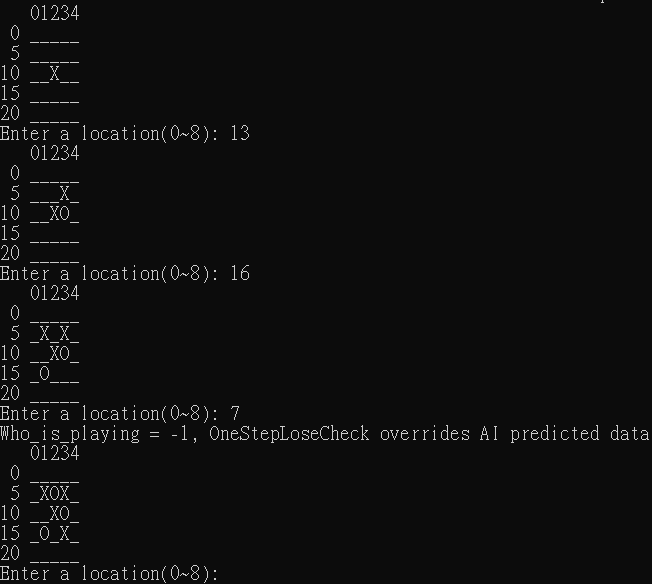 01234
 0 _____
 5 _____
10 __X__
15 _____
20 _____
Enter a location(0~8): 13
   01234
 0 _____
 5 ___X_
10 __XO_
15 _____
20 _____
Enter a location(0~8): 16
   01234
 0 _____
 5 _X_X_
10 __XO_
15 _O___
20 _____
Enter a location(0~8): 7
Who_is_playing = -1, OneStepLoseCheck overrides AI predicted data
   01234
 0 _____
 5 _XOX_
10 __XO_
15 _O_X_
20 _____
Enter a location(0~8):